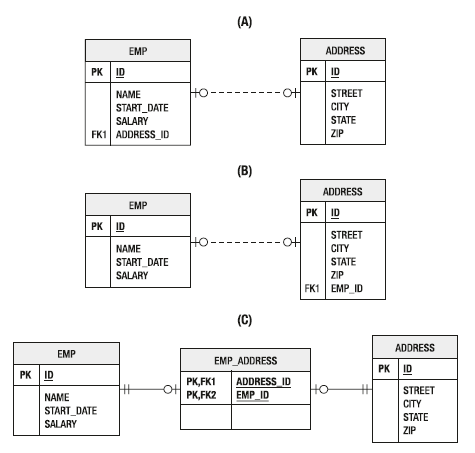 (A)
EMP
PK ID
NAME
START_DATE
SALARY
FK1 ADDRESS_ID
ADDRESS
PK ID
STREET
CITY
STATE
ZIP
(B)
EMP
PK ID
NAME
START_DATE
SALARY
ADDRESS
PK ID
STREET
CITY
STATE
ZIP
FK1 EMP_ID
(C)
EMP
PK ID
NAME
START_DATE
SALARY
EMP_ADDRESS
PK,FK1 ADDRESS_ID
PK,FK2 EMP_ID
ADDRESS
PK ID
STREET
CITY
STATE
ZIP